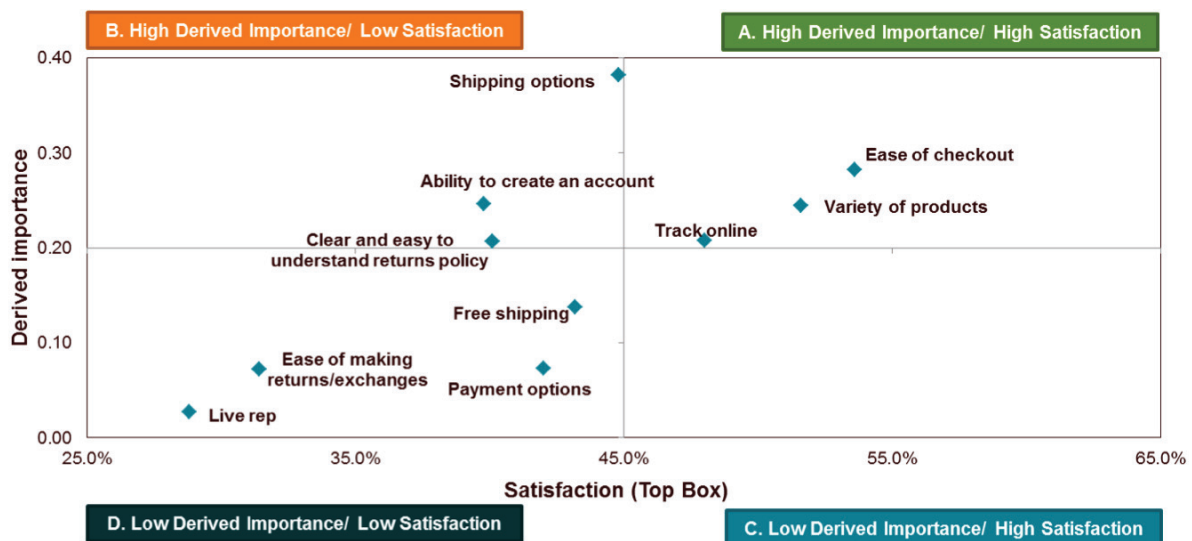 B. High Derived Importance/ Low Satisfaction
A. High Derived Importance/ High Satisfaction
0.40
Shipping options
0.30
Ease of checkout
Ability to create an account
Variety of products
Track online
Clear and easy to
understand returns policy
0.20
Derived importance
Free shipping
0.10
Ease of making
returns/exchanges
Payment options
Live rep
0.00
25.0%
35.0%
45.0%
55.0%
65.0%
Satisfaction (Top Box)
D. Low Derived Importance/ Low Satisfaction
C. Low Derived Importance/ High Satisfaction